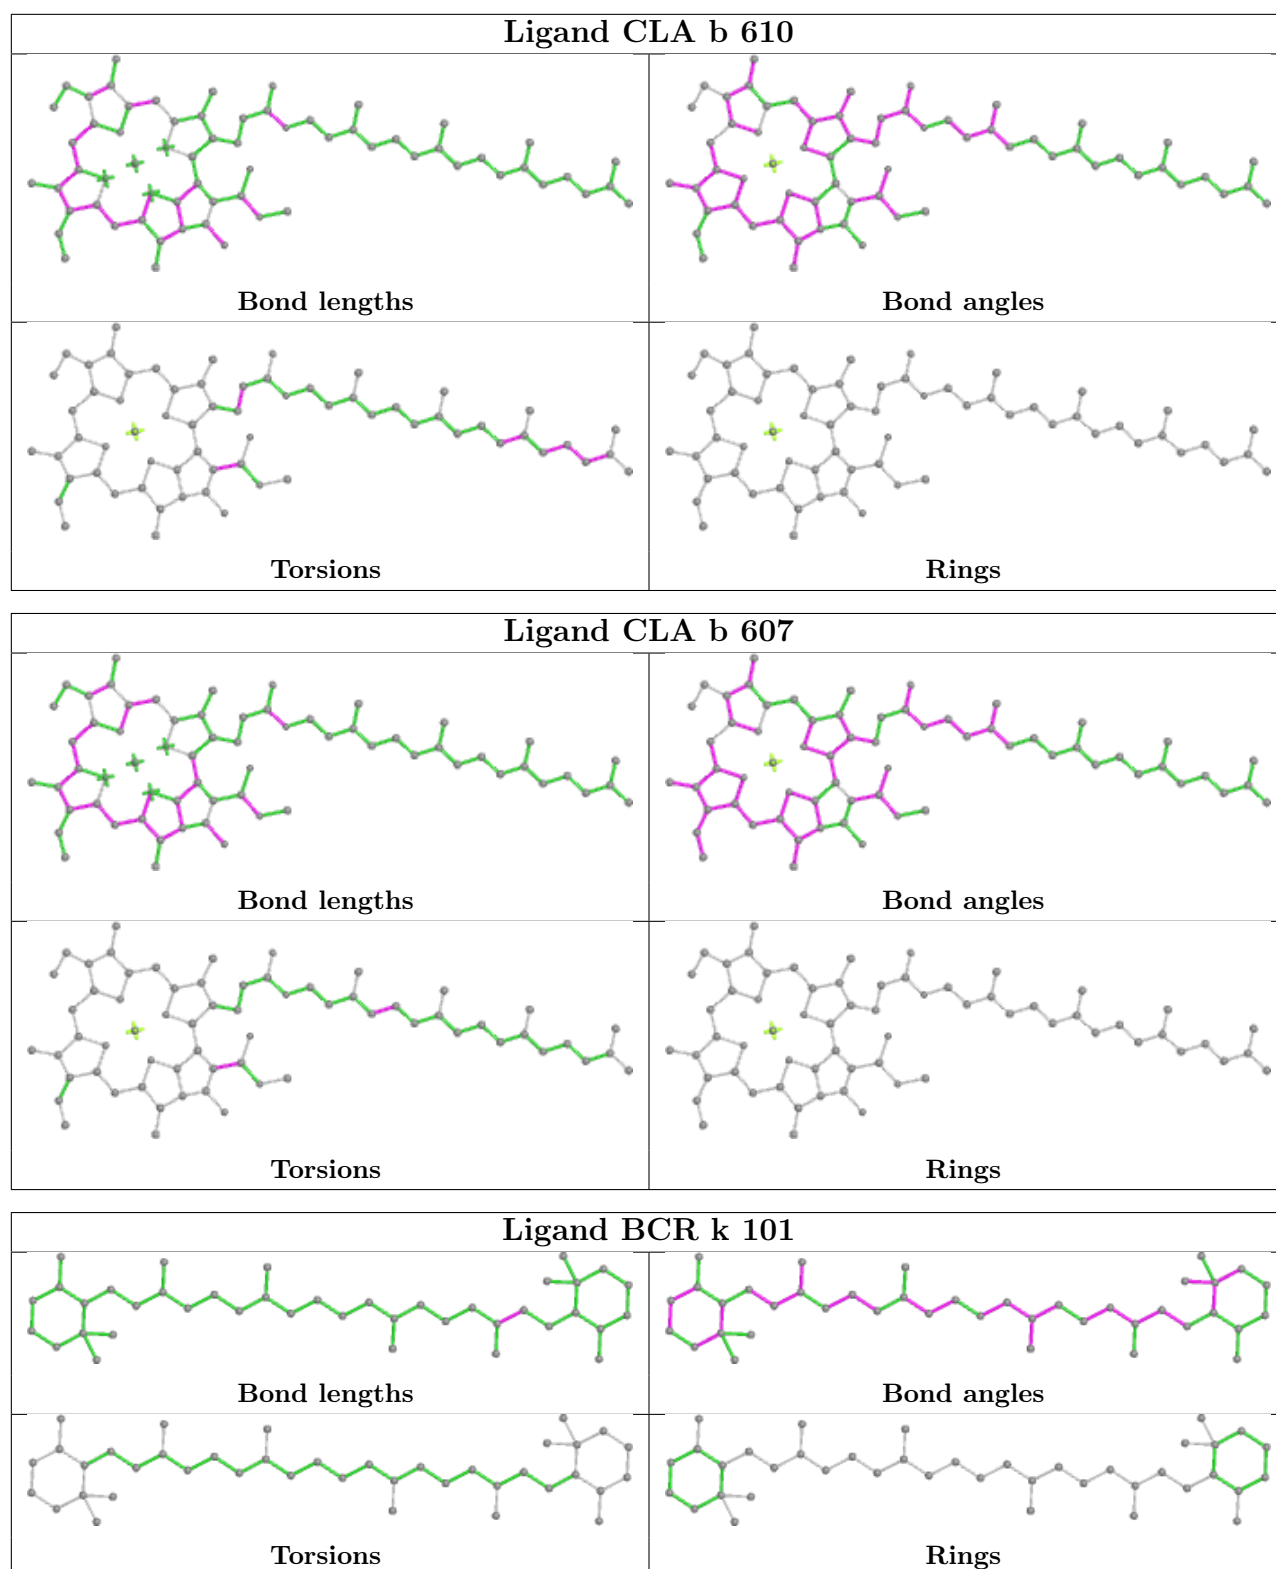 Ligand CLA b 610
Bond lengths
Bond angles
Torsions
Rings
Ligand CLA b 607
Bond lengths
Bond angles
Torsions
Rings
Ligand BCR k 101
Bond lengths
Bond angles
Torsions
Rings